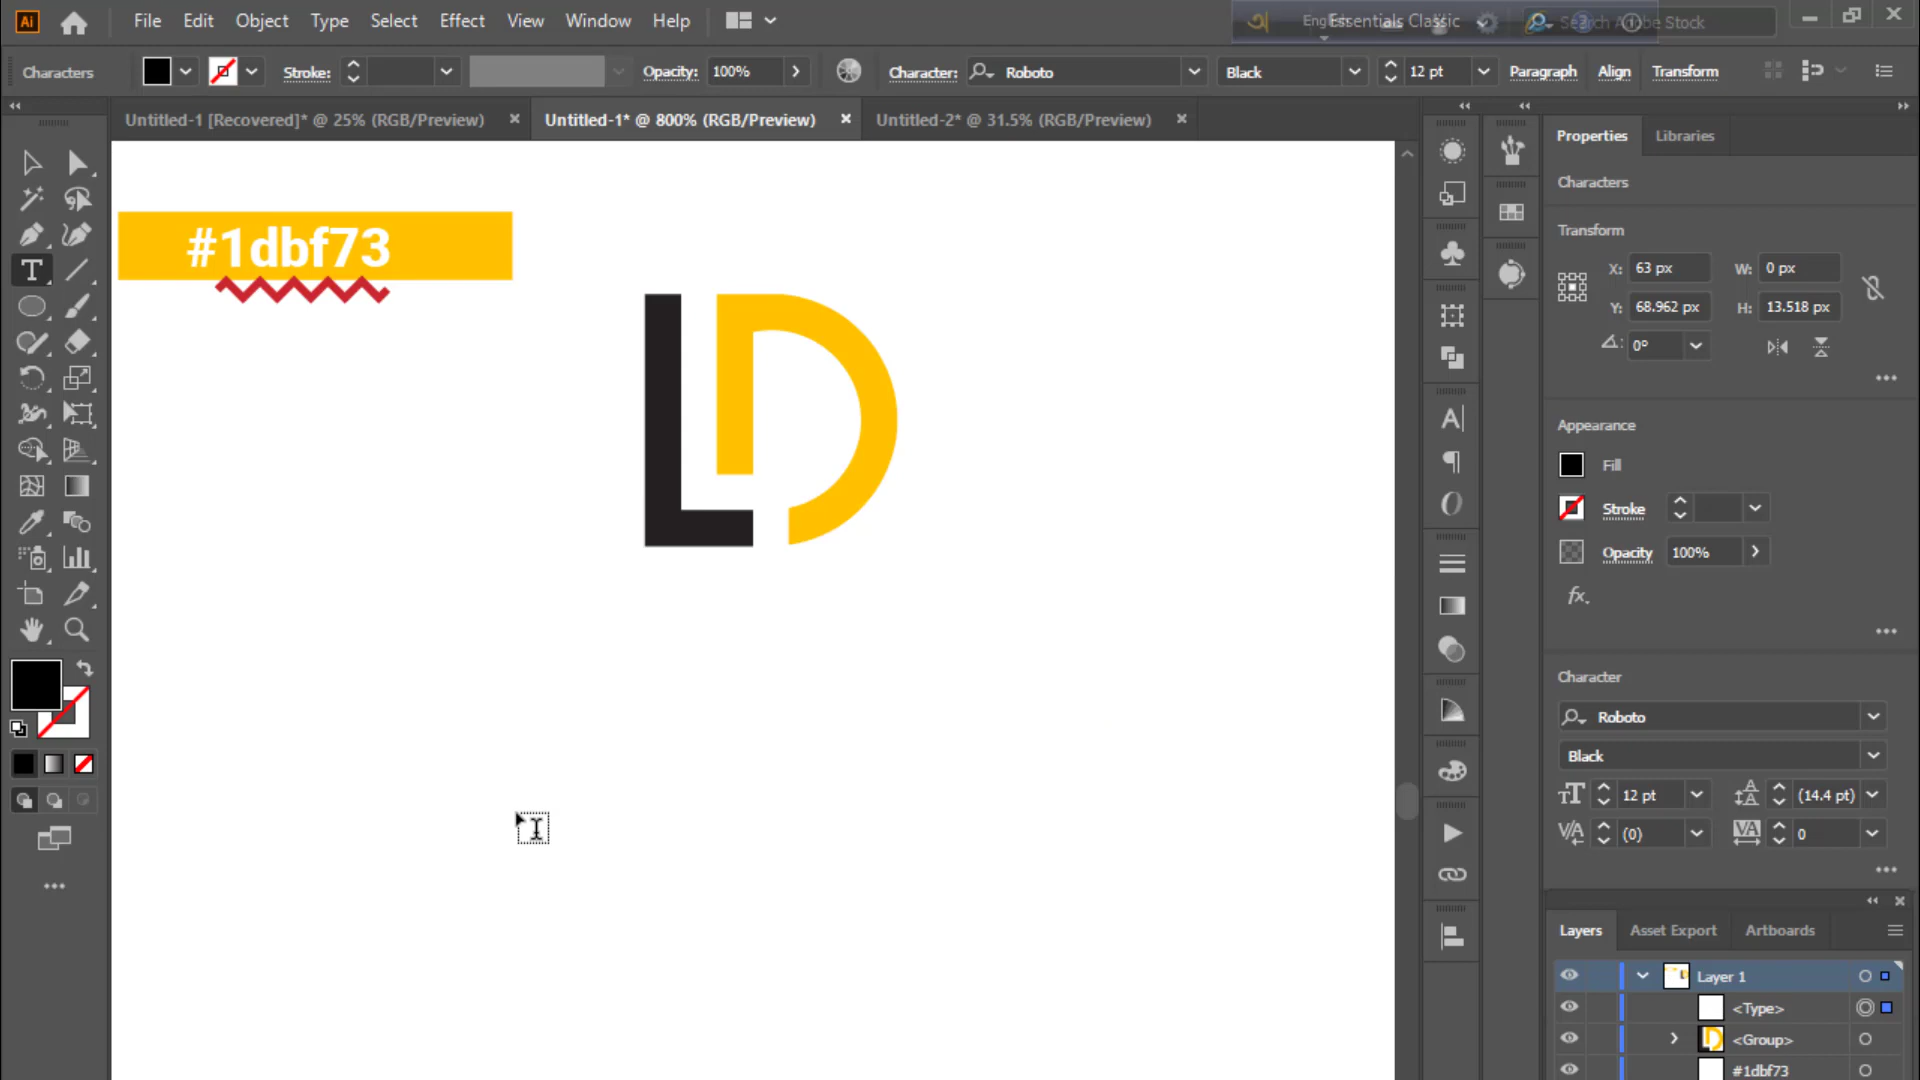 Ai File Edit Object Type Select Effect View Window Help অ English Essentials Classic Search Adobe Stock
Characters Stroke: Opacity: 100% Character: Roboto Black 12 pt Paragraph Align Transform
Untitled-1 [Recovered]* @ 25% (RGB/Preview) Untitled-1* @ 800% (RGB/Preview) Untitled-2* @ 31.5% (RGB/Preview)
Properties Libraries
Characters
Transform
X: 63 px W: 0 px
Y: 68.962 px H: 13.518 px
0°
Appearance
Fill
Stroke
Opacity 100%
fx.
Character
Roboto
Black
12 pt (14.4 pt)
(0) 0
Layers Asset Export Artboards
Layer 1
<Type>
<Group>
#1dbf73
#1dbf73
LD